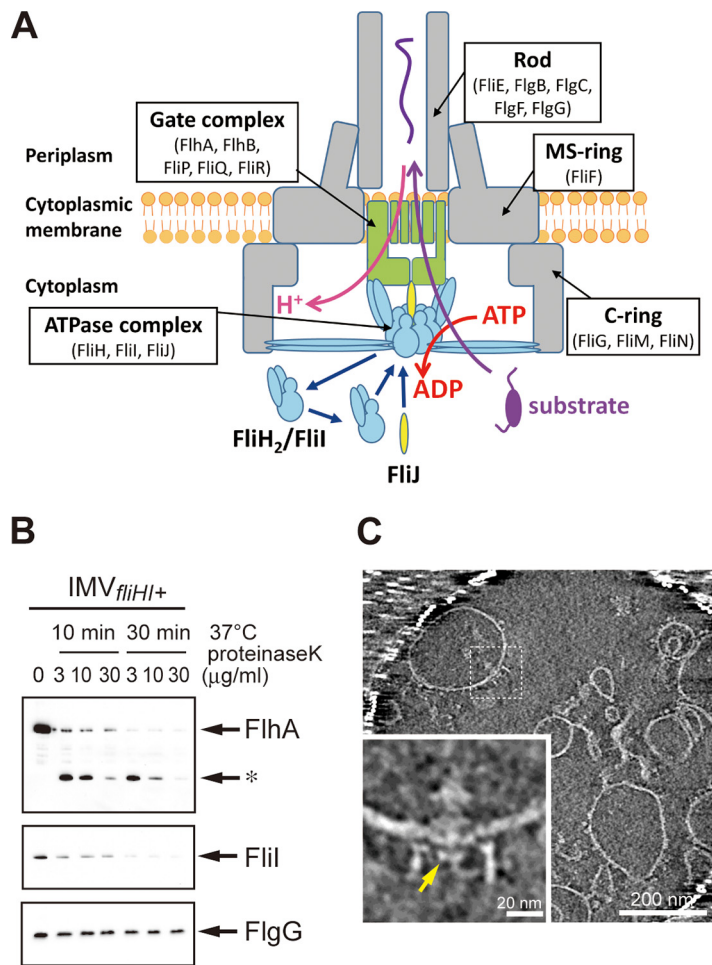 A
Rod
(FliE, FlgB, FlgC,
FlgF, FlgG)
Gate complex
(FlhA, FlhB,
FliP, FliQ, FliR)
Periplasm
MS-ring
(FliF)
Cytoplasmic
membrane
Cytoplasm
H+
ATPase complex
(FliH, FliI, FliJ)
ATP
ADP
C-ring
(FliG, FliM, FliN)
substrate
FliH2/FliI
FliJ
B
IMVfliHI+
10 min 30 min 37°C
proteinaseK
0 3 10 30 3 10 30 (μg/ml)
FlhA
*
FliI
FlgG
C
20 nm
200 nm